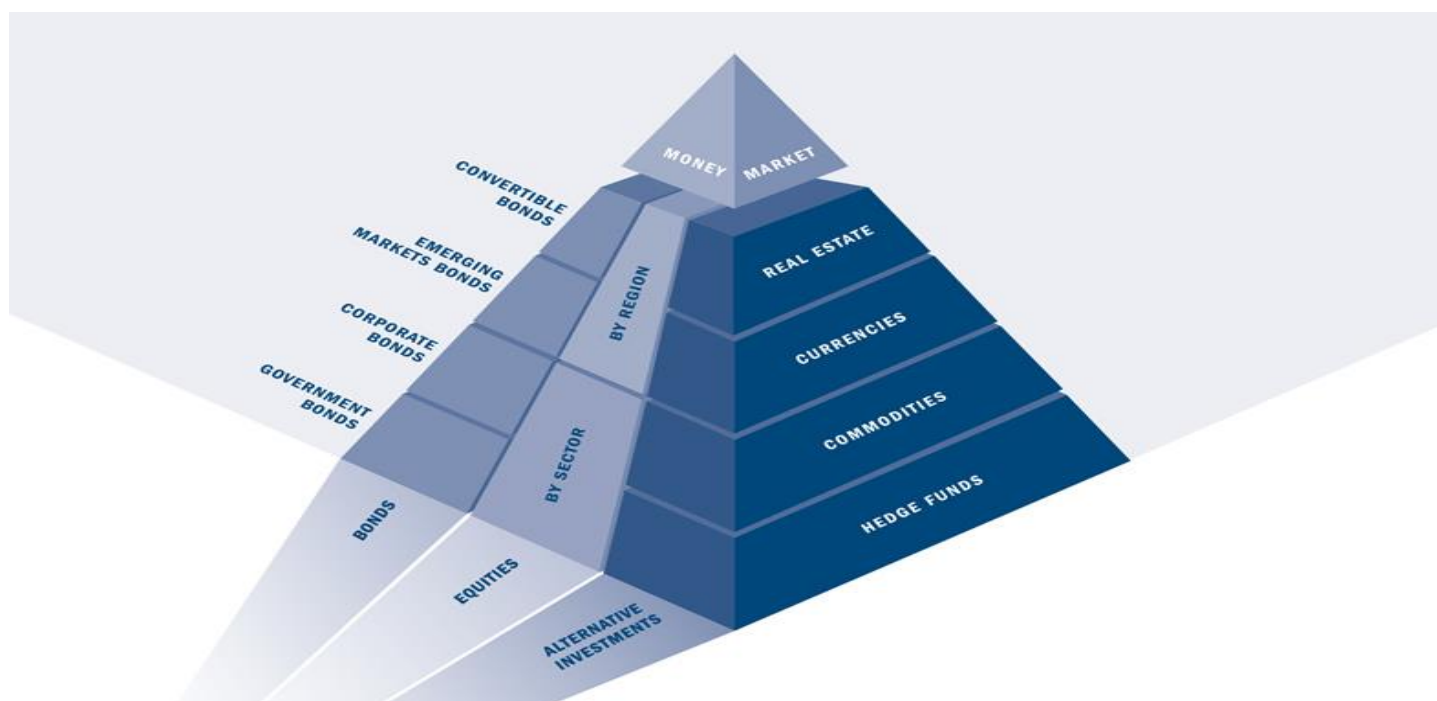 MONEY MARKET
CONVERTIBLE
BONDS
EMERGING
MARKETS BONDS
CORPORATE
BONDS
GOVERNMENT
BONDS
BY REGION
BY SECTOR
REAL ESTATE
CURRENCIES
COMMODITIES
HEDGE FUNDS
BONDS
EQUITIES
ALTERNATIVE
INVESTMENTS